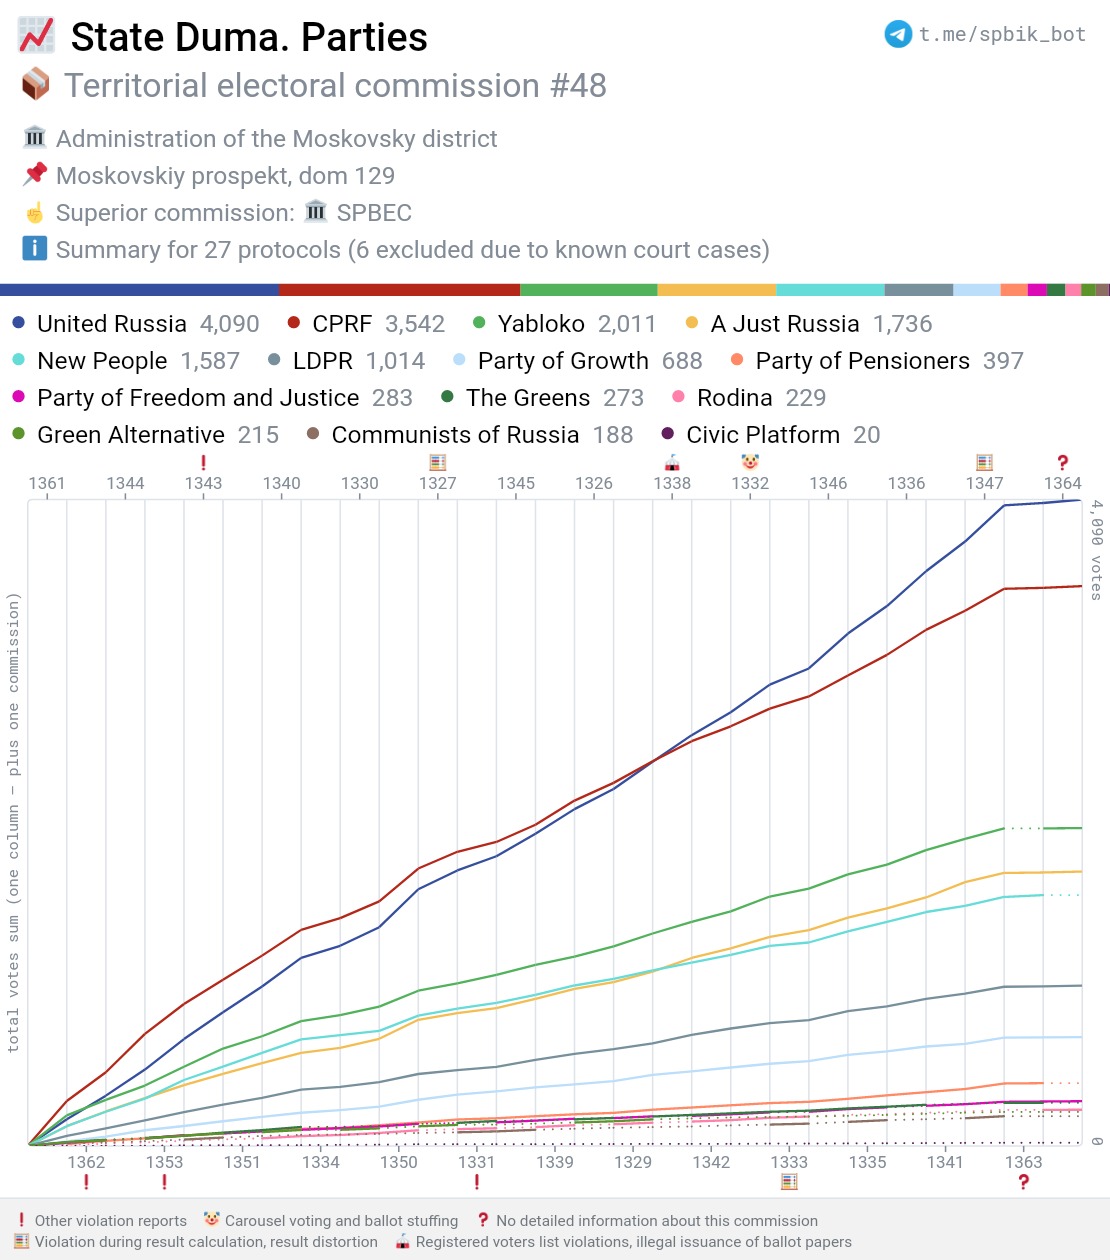 State Duma. Parties
t.me/spbik_bot
Territorial electoral commission #48
Administration of the Moskovsky district
Moskovskiy prospekt, dom 129
Superior commission: SPBEC
Summary for 27 protocols (6 excluded due to known court cases)
United Russia 4,090 CPRF 3,542 Yabloko 2,011 A Just Russia 1,736
New People 1,587 LDPR 1,014 Party of Growth 688 Party of Pensioners 397
Party of Freedom and Justice 283 The Greens 273 Rodina 229
Green Alternative 215 Communists of Russia 188 Civic Platform 20
1361 1344 1343 1340 1330 1327 1345 1326 1338 1332 1346 1336 1347 1364
4,090 votes
total votes sum (one column — plus one commission)
0
1362 1353 1351 1334 1350 1331 1339 1329 1342 1333 1335 1341 1363
Other violation reports Carousel voting and ballot stuffing No detailed information about this commission
Violation during result calculation, result distortion Registered voters list violations, illegal issuance of ballot papers